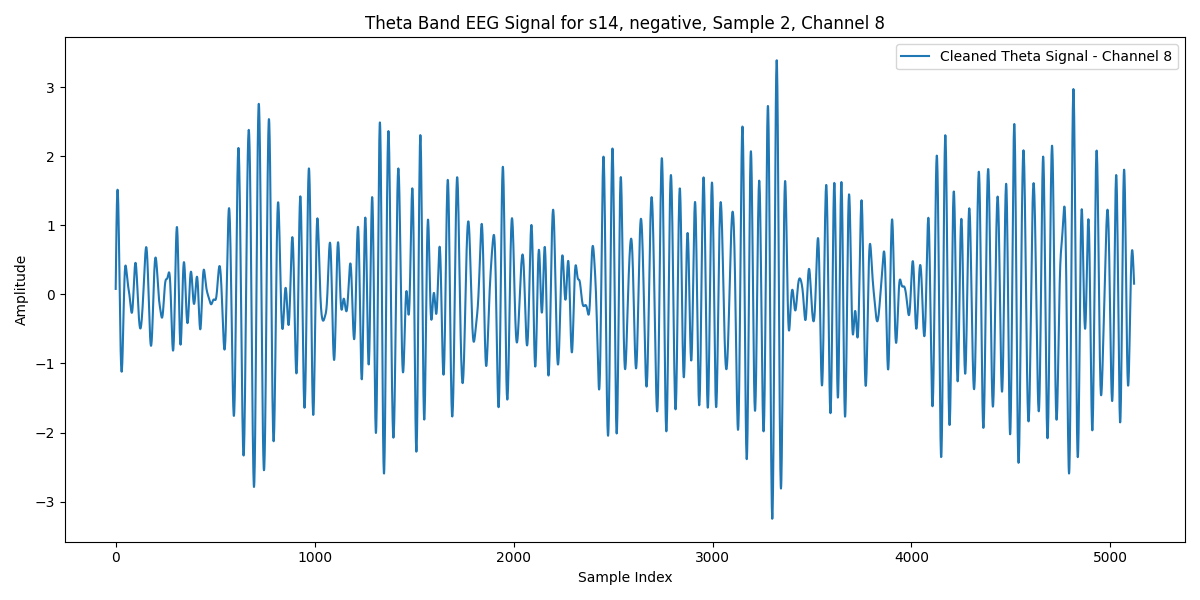 Theta Band EEG Signal for s14, negative, Sample 2, Channel 8
Cleaned Theta Signal - Channel 8
Amplitude
3
2
1
0
−1
−2
−3
0 1000 2000 3000 4000 5000
Sample Index